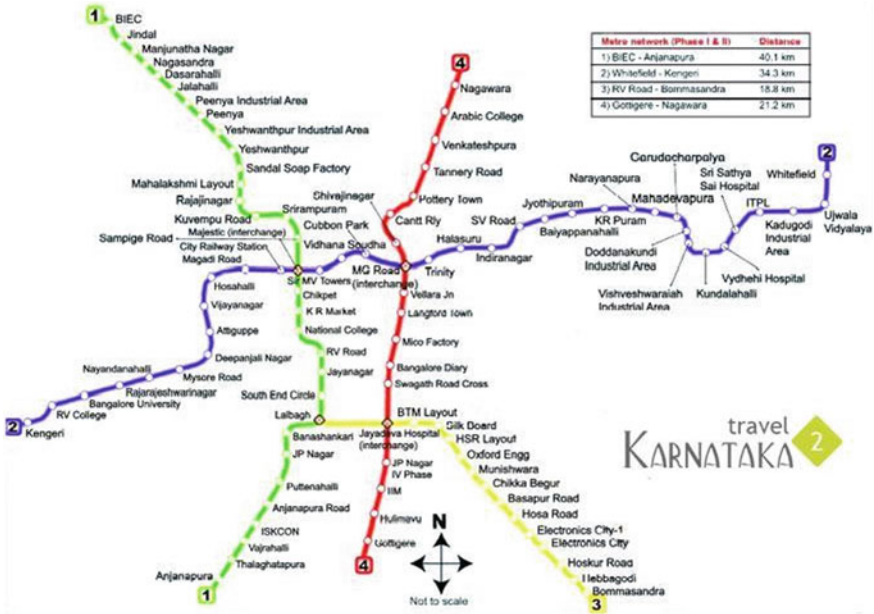 1
BIEC
Jindal
Manjunatha Nagar
Nagasandra
Dasarahalli
Jalahalli
Peenya Industrial Area
Peenya
Yeshwanthpur Industrial Area
Yeshwanthpur
Sandal Soap Factory
Mahalakshmi Layout
Rajajinagar
Kuvempu Road
Srirampuram
Sampige Road
Majestic (interchange)
City Railway Station
Magadi Road
Hosahalli
Vijayanagar
Attiguppe
Deepanjali Nagar
Mysore Road
Nayandanahalli
Rajarajeshwarinagar
Bangalore University
RV College
Kengeri
2
4
Nagawara
Arabic College
Venkateshpura
Tannery Road
Pottery Town
Shivajinagar
Cantt Rly
Cubbon Park
Vidhana Soudha
Sir MV Towers
MG Road
(interchange)
Trinity
Halasuru
Indiranagar
SV Road
Jyothipuram
Baiyappanahalli
Narayanapura
KR Puram
Mahadevapura
Garudacharpalya
Doddanakundi
Industrial Area
Vishveshwaraiah
Industrial Area
Kundalahalli
Vydhehi Hospital
Sri Sathya
Sai Hospital
ITPL
Kadugodi
Industrial
Area
Ujwala
Vidyalaya
Whitefield
2
Metro network (Phase I & II) Distance
1) BIEC - Anjanapura 40.1 km
2) Whitefield - Kengeri 34.3 km
3) RV Road - Bommasandra 18.8 km
4) Gottigere - Nagawara 21.2 km
Chikpet
K R Market
National College
RV Road
Jayanagar
South End Circle
Lalbagh
Banashankari
JP Nagar
Puttenahalli
Anjanapura Road
ISKCON
Vajrahalli
Thalaghatapura
Anjanapura
1
Vellara Jn
Langford Town
Mico Factory
Bangalore Diary
Swagath Road Cross
Jayadeva Hospital
(interchange)
JP Nagar
IV Phase
IIM
Hulimavu
Gottigere
4
BTM Layout
Silk Board
HSR Layout
Oxford Engg
Munishwara
Chikka Begur
Basapur Road
Hosa Road
Electronics City-1
Electronics City
Hoskur Road
Hebbagodi
Bommasandra
3
N
Not to scale
travel
KARNATAKA
2